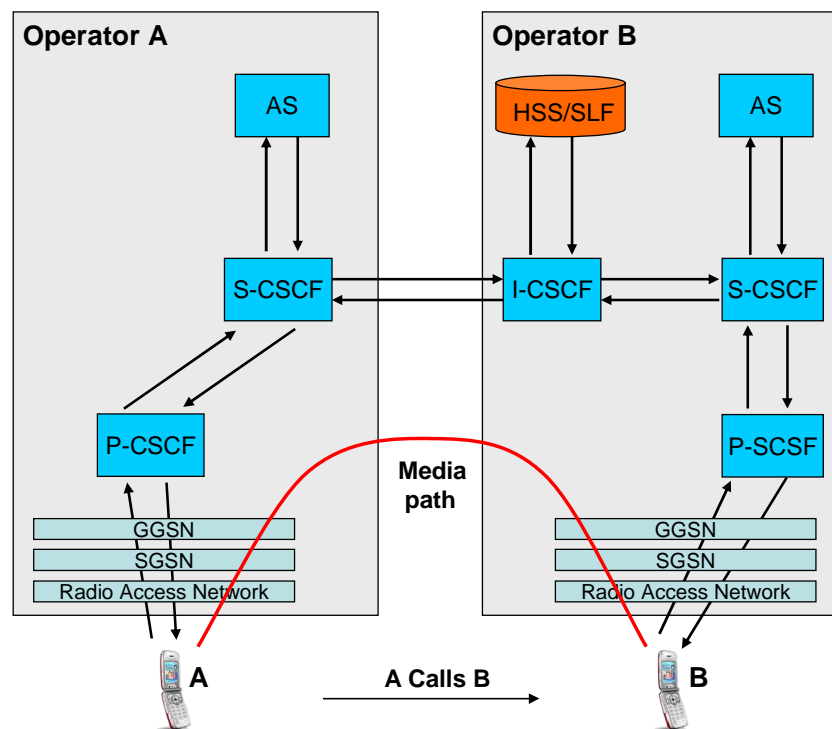 Operator A
Operator B
AS
HSS/SLF
AS
S-CSCF
I-CSCF
S-CSCF
P-CSCF
P-SCSF
Media
path
GGSN
GGSN
SGSN
SGSN
Radio Access Network
Radio Access Network
A
B
A Calls B